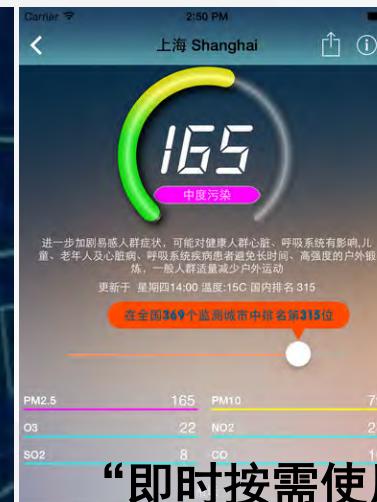 Carrier 2:50 PM
上海 Shanghai
165
中度污染
进一步加剧易感人群症状，可能对健康人群心脏、呼吸系统有影响,儿
童、老年人及心脏病、呼吸系统疾病患者避免长时间、高强度的户外锻
炼，一般人群适量减少户外运动
更新于 星期四14:00 温度:15C 国内排名 315
在全国369个监测城市中排名第315位
PM2.5 165 PM10
O3 22 NO2
SO2 8 CO
“即时按需使